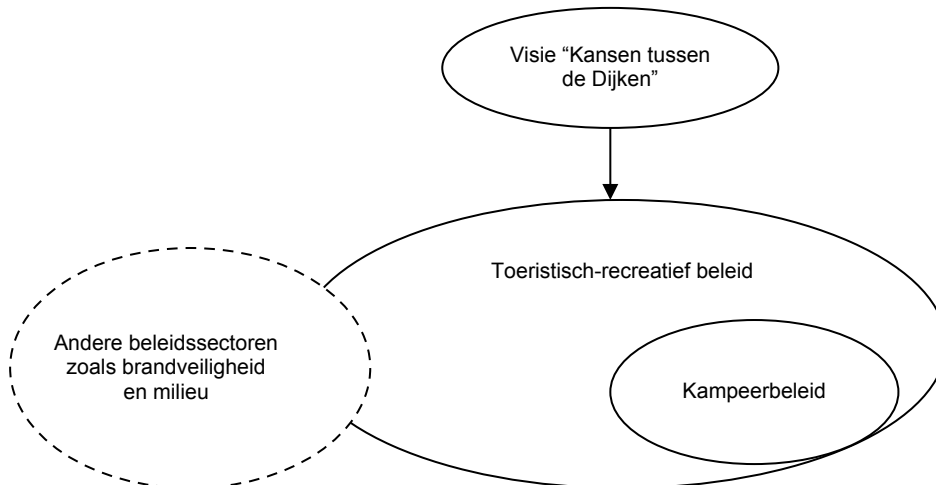 Visie “Kansen tussen
de Dijken”
Toeristisch-recreatief beleid
Andere beleidssectoren
zoals brandveiligheid
en milieu
Kampeerbeleid